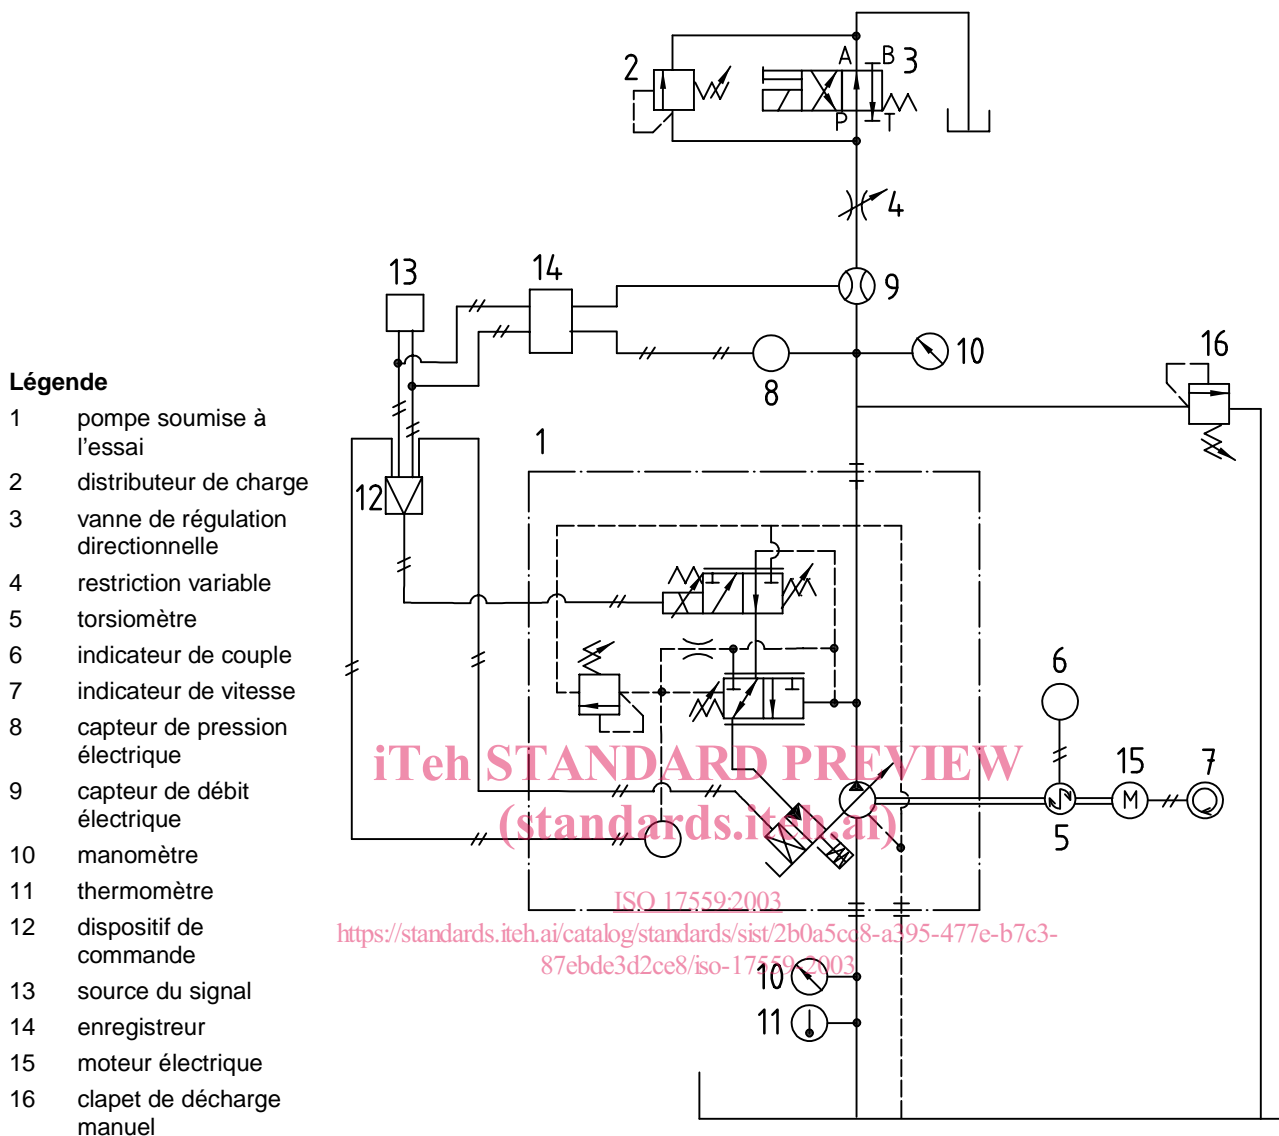 Légende
1 pompe soumise à
l'essai
2 distributeur de charge
3 vanne de régulation
directionnelle
4 restriction variable
5 torsiomètre
6 indicateur de couple
7 indicateur de vitesse
8 capteur de pression
électrique
9 capteur de débit
électrique
10 manomètre
11 thermomètre
12 dispositif de
commande
13 source du signal
14 enregistreur
15 moteur électrique
16 clapet de décharge
manuel
2
A
B
3
P
T
4
13
14
9
10
8
16
1
12
6
15
7
M
5
10
11
iTeh STANDARD PREVIEW
(standards.iteh.ai)
ISO 17559:2003
https://standards.iteh.ai/catalog/standards/sist/2b0a5cc8-a395-477e-b7c3-
87ebde3d2ce8/iso-17559-2003